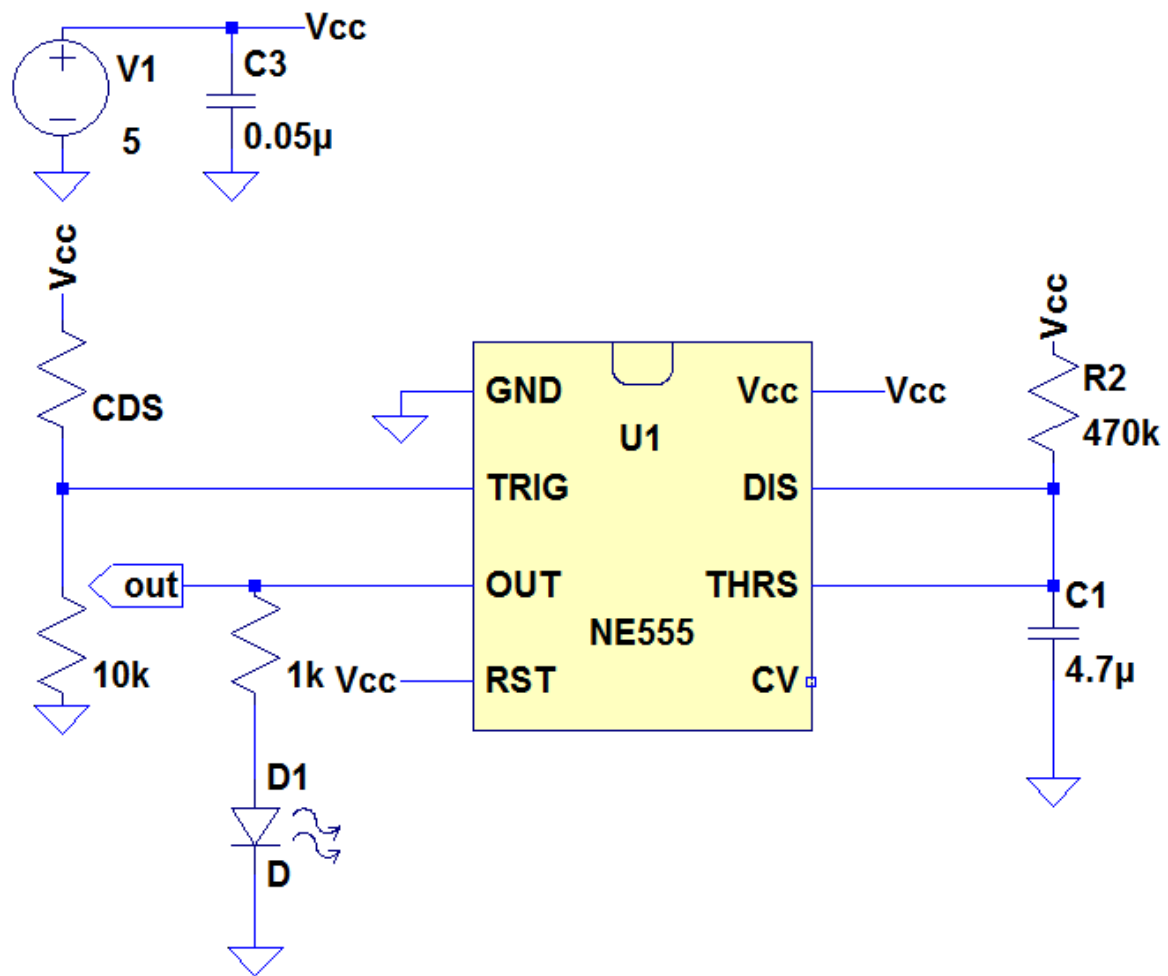 Vcc
V1
5
C3
0.05µ
Vcc
CDS
10k
out
1k
Vcc
D1
D
GND
TRIG
OUT
RST
U1
NE555
Vcc
DIS
THRS
CV
Vcc
Vcc
R2
470k
C1
4.7µ